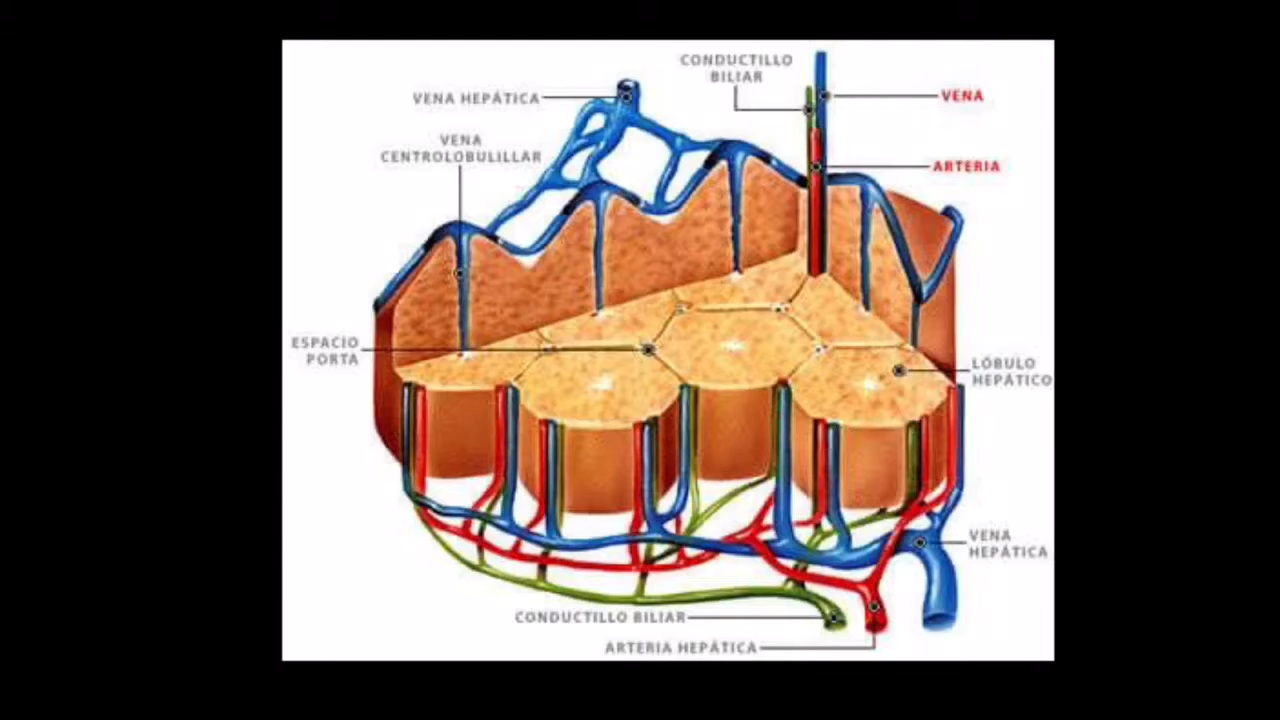 CONDUCTILLO
BILIAR
VENA HEPÁTICA
VENA
VENA
CENTROLOBULILLAR
ARTERIA
ESPACIO
PORTA
LÓBULO
HEPÁTICO
VENA
HEPÁTICA
CONDUCTILLO BILIAR
ARTERIA HEPÁTICA